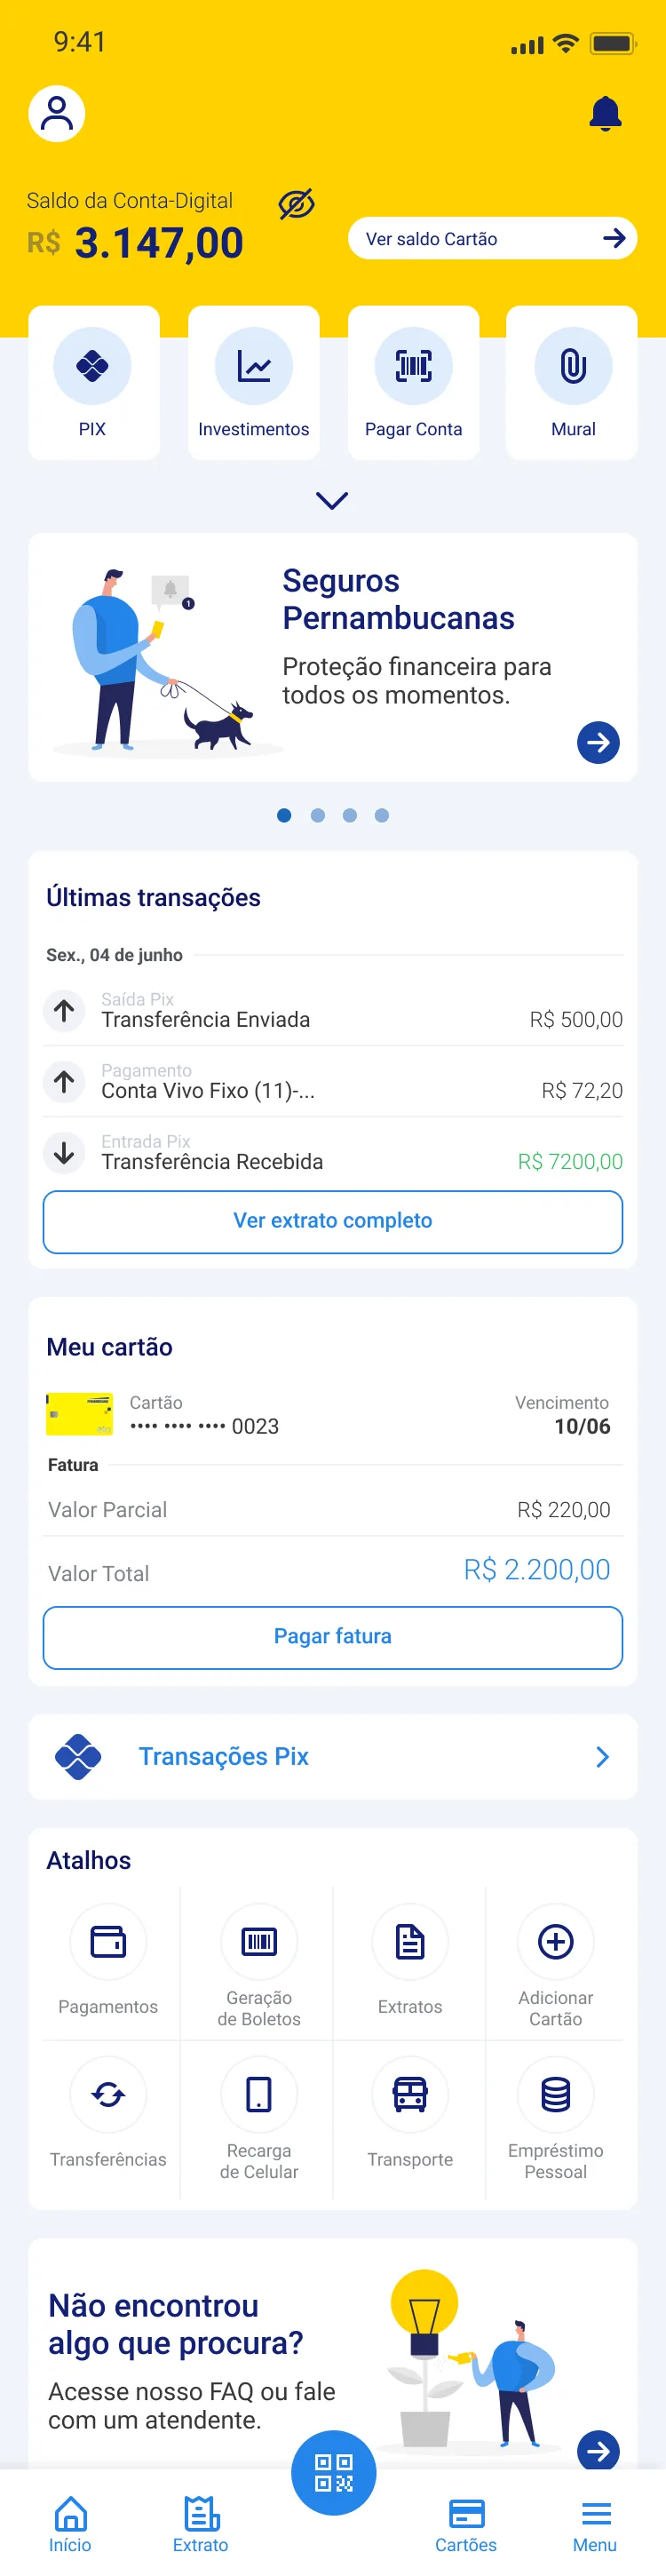 9:41
Saldo da Conta-Digital
R$ 3.147,00
Ver saldo Cartão
PIX
Investimentos
Pagar Conta
Mural
1
Seguros
Pernambucanas
Proteção financeira para
todos os momentos.
Últimas transações
Sex., 04 de junho
Saída Pix
Transferência Enviada
R$ 500,00
Pagamento
Conta Vivo Fixo (11)-...
R$ 72,20
Entrada Pix
Transferência Recebida
R$ 7200,00
Ver extrato completo
Meu cartão
Cartão
•••• •••• •••• 0023
Vencimento
10/06
Fatura
Valor Parcial
R$ 220,00
Valor Total
R$ 2.200,00
Pagar fatura
Transações Pix
Atalhos
Pagamentos
Geração
de Boletos
Extratos
Adicionar
Cartão
Transferências
Recarga
de Celular
Transporte
Empréstimo
Pessoal
Não encontrou
algo que procura?
Acesse nosso FAQ ou fale
com um atendente.
Início
Extrato
Cartões
Menu